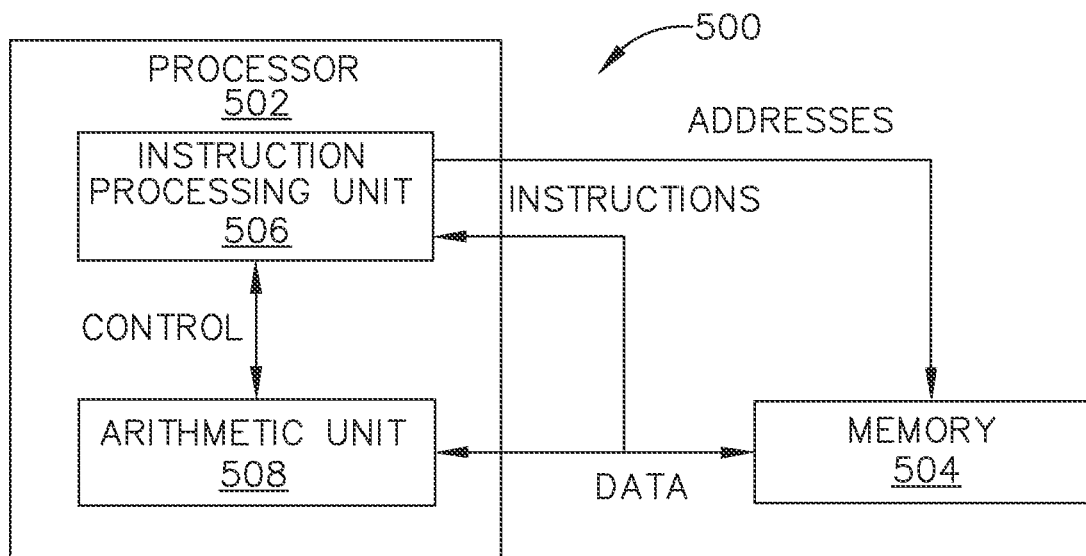 500
PROCESSOR
502
ADDRESSES
INSTRUCTION
PROCESSING UNIT
506
INSTRUCTIONS
CONTROL
ARITHMETIC UNIT
508
DATA
MEMORY
504